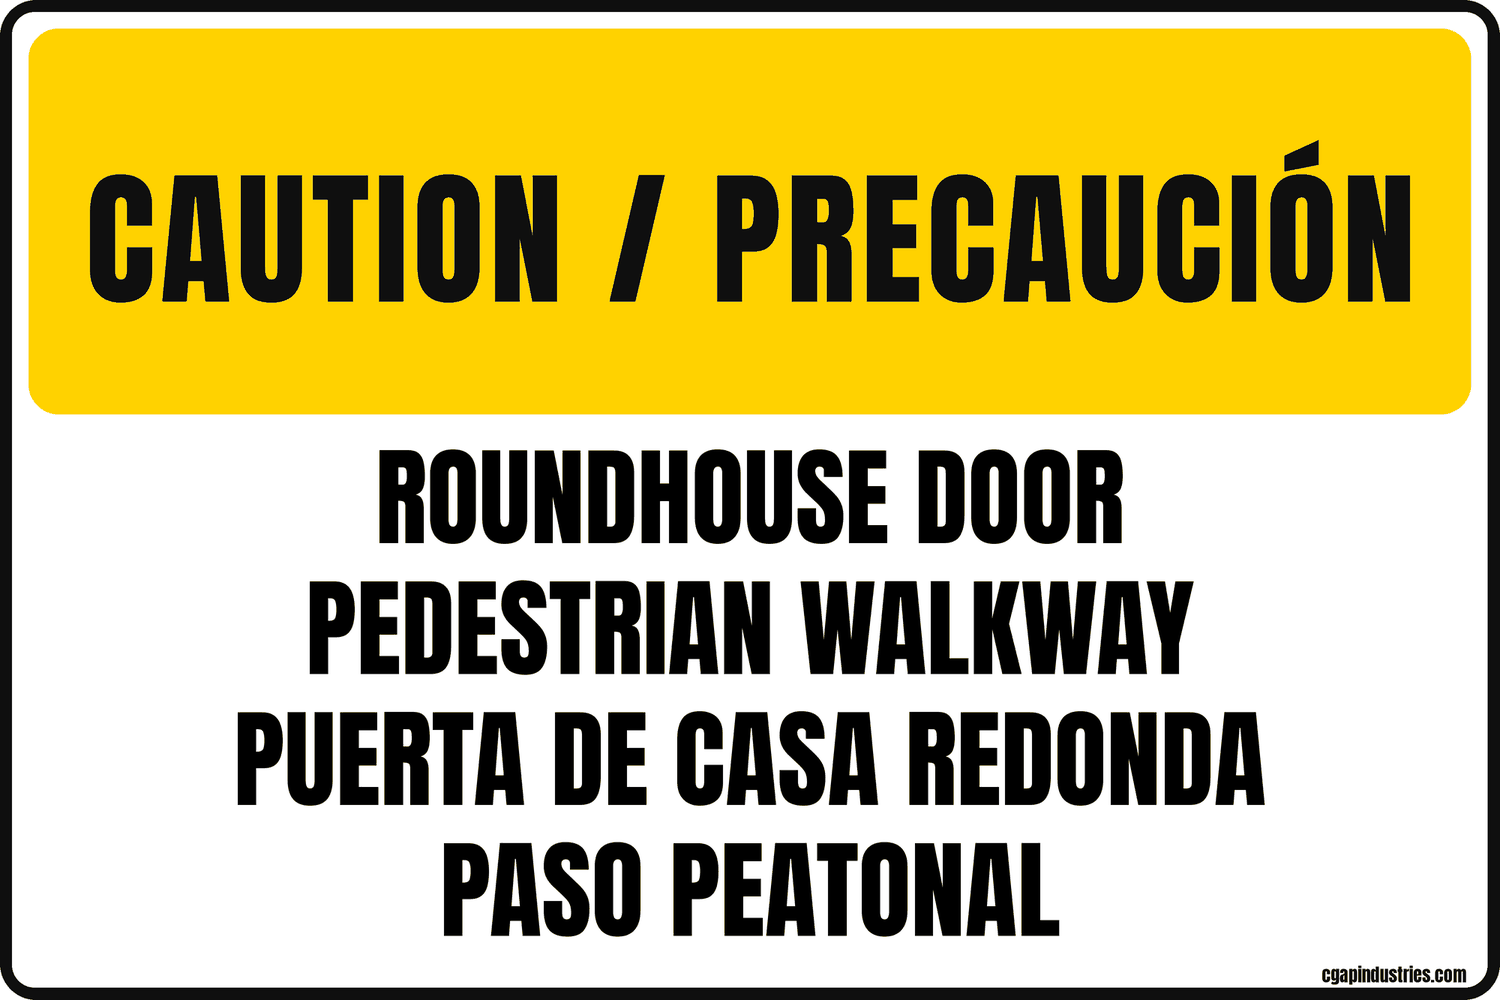 CAUTION / PRECAUCIÓN
ROUNDHOUSE DOOR
PEDESTRIAN WALKWAY
PUERTA DE CASA REDONDA
PASO PEATONAL
cgapindustries.com